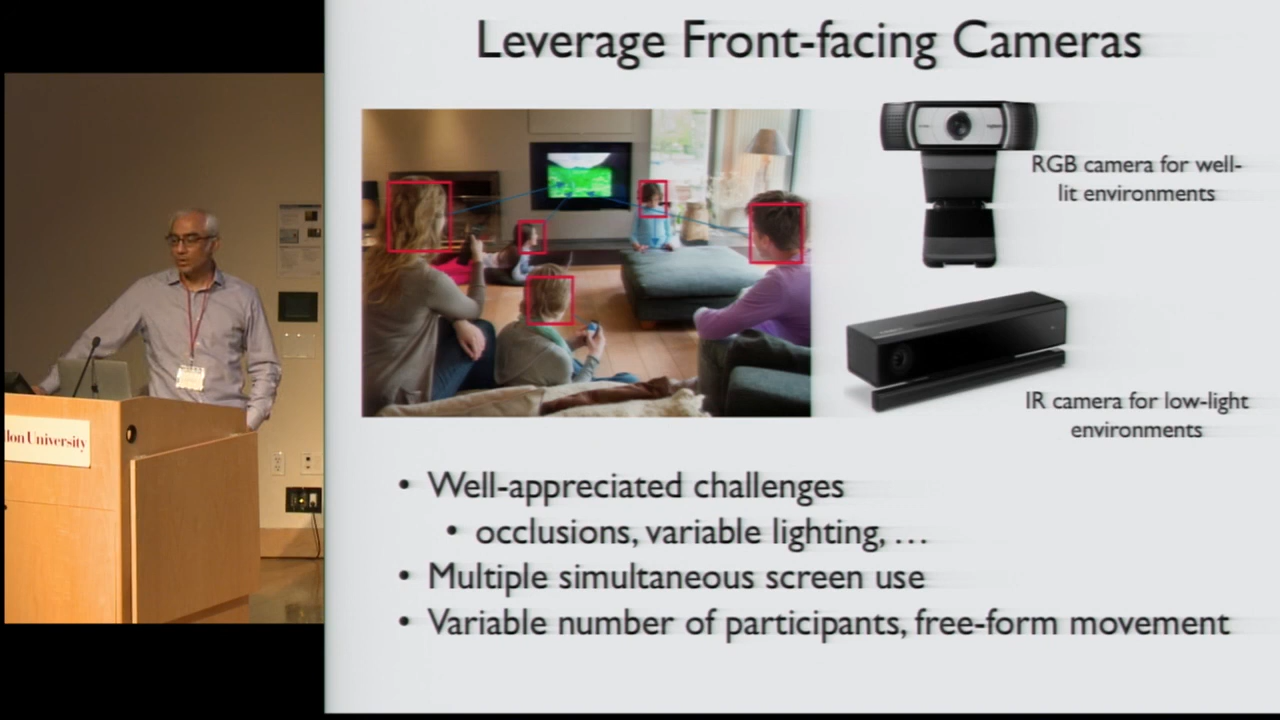 Leverage Front-facing Cameras
RGB camera for well-
lit environments
IR camera for low-light
environments
• Well-appreciated challenges
• occlusions, variable lighting, …
• Multiple simultaneous screen use
• Variable number of participants, free-form movement
University